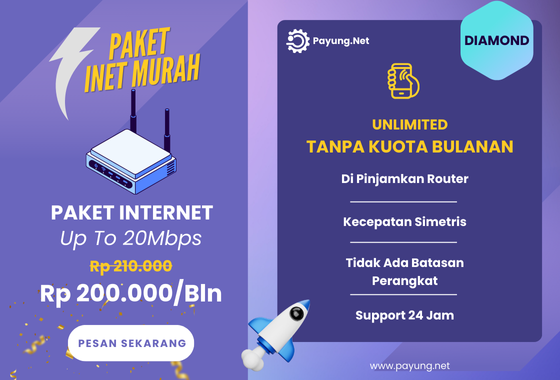 PAKET
INET MURAH
PAKET INTERNET
Up To 20Mbps
Rp 210.000
Rp 200.000/Bln
PESAN SEKARANG
Payung.Net
DIAMOND
UNLIMITED
TANPA KUOTA BULANAN
Di Pinjamkan Router
Kecepatan Simetris
Tidak Ada Batasan
Perangkat
Support 24 Jam
www.payung.net